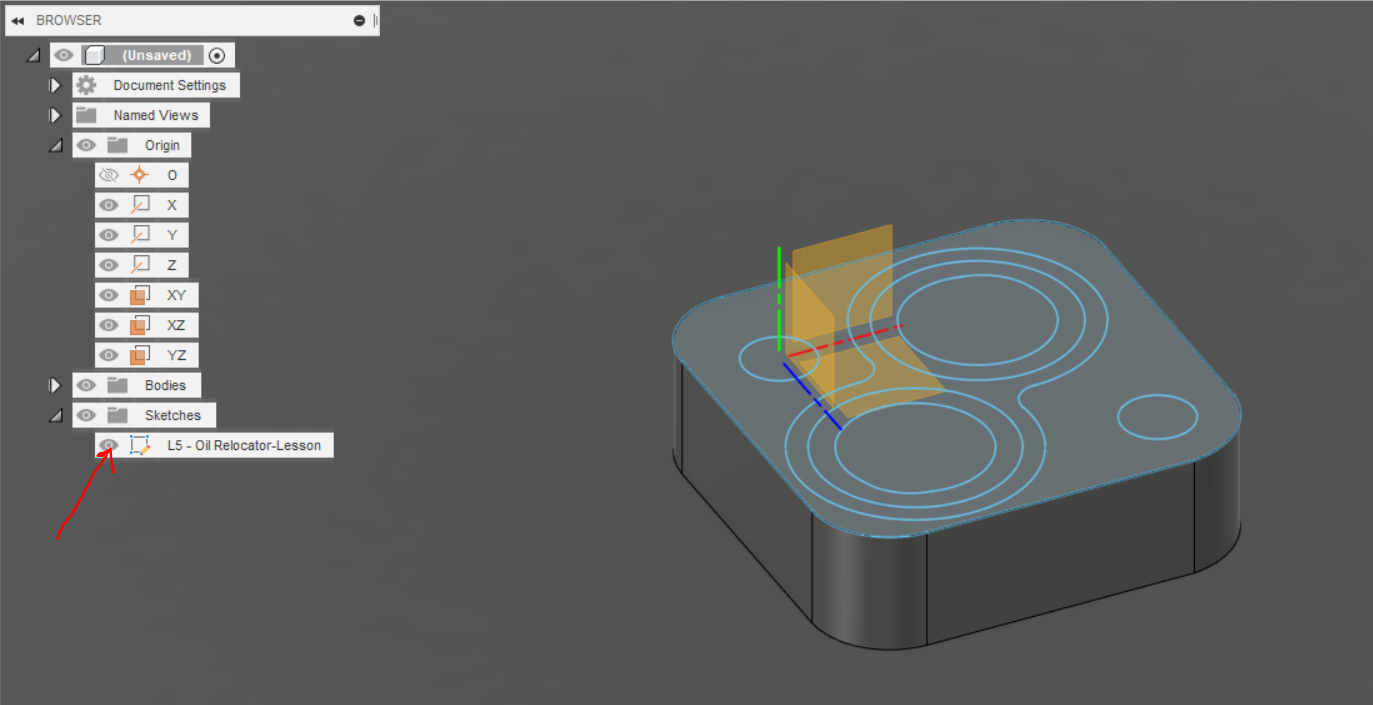 BROWSER
(Unsaved)
Document Settings
Named Views
Origin
O
X
Y
Z
XY
XZ
YZ
Bodies
Sketches
L5 - Oil Relocator-Lesson